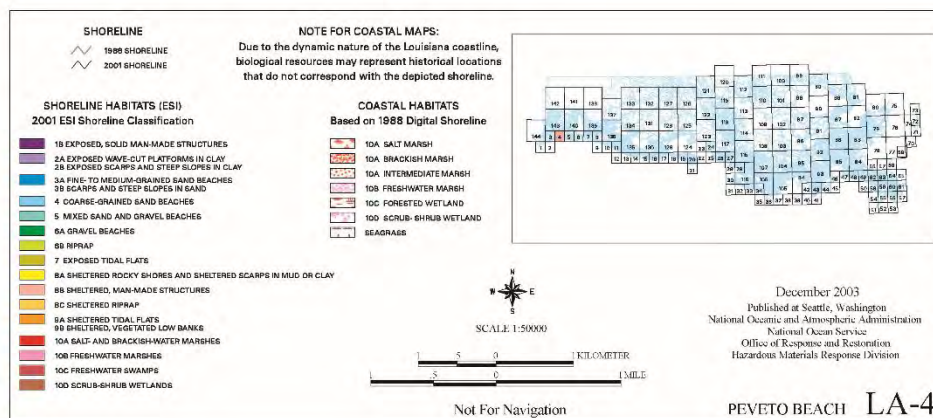 SHORELINE
1988 SHORELINE
2001 SHORELINE
NOTE FOR COASTAL MAPS:
Due to the dynamic nature of the Louisiana coastline,
biological resources may represent historical locations
that do not correspond with the depicted shoreline.
SHORELINE HABITATS (ESI)
2001 ESI Shoreline Classification
1B EXPOSED, SOLID MAN-MADE STRUCTURES
2A EXPOSED WAVE-CUT PLATFORMS IN CLAY
2B EXPOSED SCARPS AND STEEP SLOPES IN CLAY
3A FINE- TO MEDIUM-GRAINED SAND BEACHES
3B SCARPS AND STEEP SLOPES IN SAND
4 COARSE-GRAINED SAND BEACHES
5 MIXED SAND AND GRAVEL BEACHES
6A GRAVEL BEACHES
6B RIPRAP
7 EXPOSED TIDAL FLATS
8A SHELTERED ROCKY SHORES AND SHELTERED SCARPS IN MUD OR CLAY
8B SHELTERED, MAN-MADE STRUCTURES
8C SHELTERED RIPRAP
9A SHELTERED TIDAL FLATS
9B SHELTERED, VEGETATED LOW BANKS
10A SALT- AND BRACKISH-WATER MARSHES
10B FRESHWATER MARSHES
10C FRESHWATER SWAMPS
10D SCRUB-SHRUB WETLANDS
COASTAL HABITATS
Based on 1988 Digital Shoreline
10A SALT MARSH
10A BRACKISH MARSH
10A INTERMEDIATE MARSH
10B FRESHWATER MARSH
10C FORESTED WETLAND
10D SCRUB- SHRUB WETLAND
SEAGRASS
N
W E
S
SCALE 1:50000
1 .5 0 1 KILOMETER
1 .5 0 1 MILE
Not For Navigation
December 2003
Published at Seattle, Washington
National Oceanic and Atmospheric Administration
National Ocean Service
Office of Response and Restoration
Hazardous Materials Response Division
PEVETO BEACH LA-4